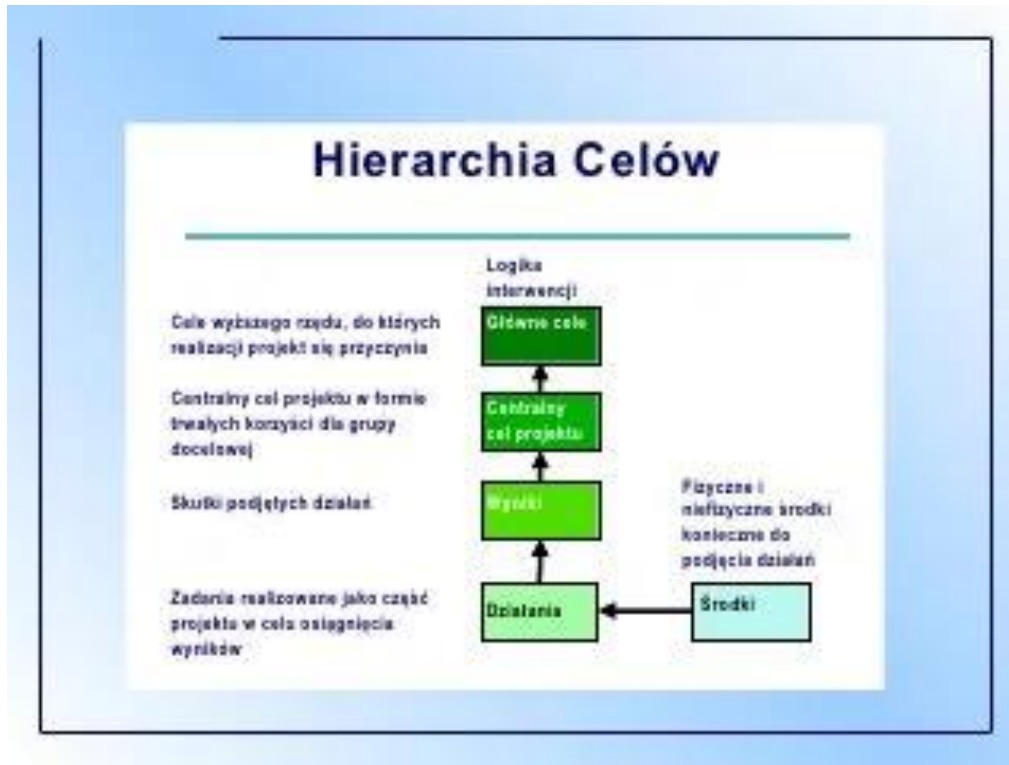 Hierarchia Celów
Logika
interwencji
Cele wyższego rzędu, do których
realizacji projekt się przyczynia
Główne cele
Centralny cel projektu w formie
trwałych korzyści dla grupy
docelowej
Centralny
cel projektu
Skutki podjętych działań
Wyniki
Fizyczne i
niefizyczne środki
konieczne do
podjęcia działań
Zadania realizowane jako część
projektu w celu osiągnięcia
wyników
Działania
Środki